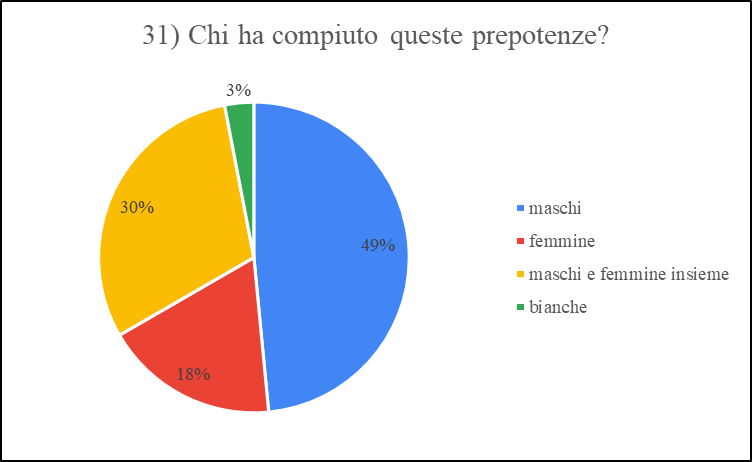 31) Chi ha compiuto queste prepotenze?
3%
30%
49%
18%
maschi
femmine
maschi e femmine insieme
bianche